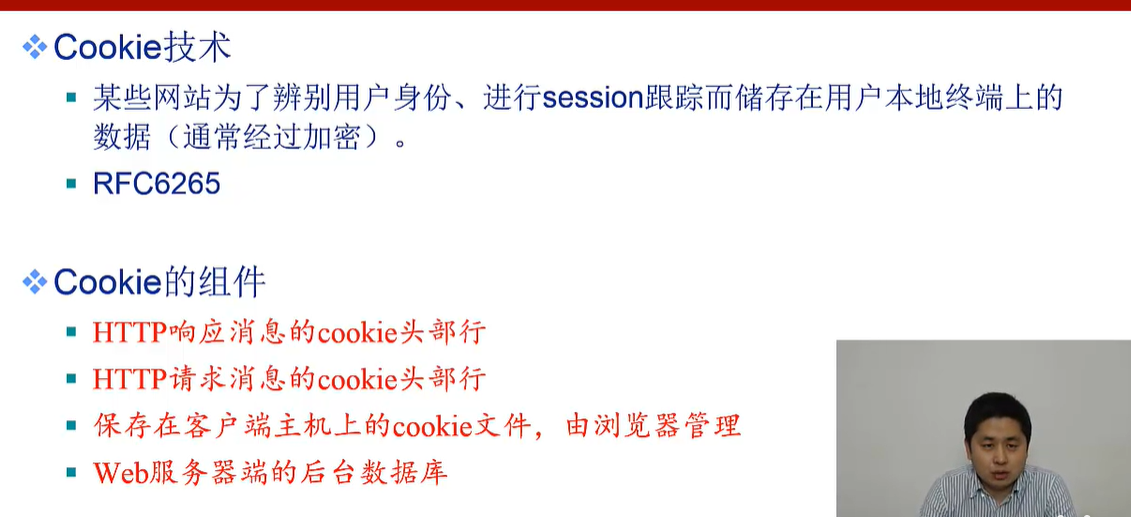 Cookie技术
某些网站为了辨别用户身份、进行session跟踪而储存在用户本地终端上的
数据（通常经过加密）。
RFC6265
Cookie的组件
HTTP响应消息的cookie头部行
HTTP请求消息的cookie头部行
保存在客户端主机上的cookie文件，由浏览器管理
Web服务器端的后台数据库